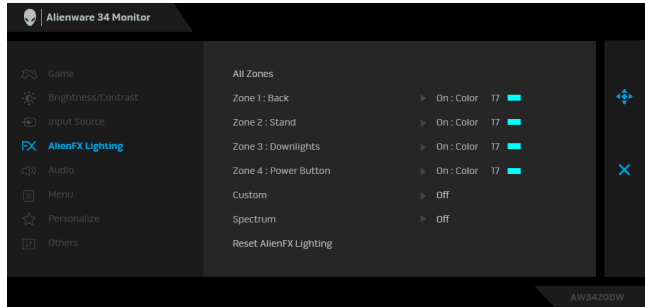 Alienware 34 Monitor
Game
Brightness/Contrast
Input Source
FX AlienFX Lighting
Audio
Menu
Personalize
Others
All Zones
Zone 1 : Back On : Color 17
Zone 2 : Stand On : Color 17
Zone 3 : Downlights On : Color 17
Zone 4 : Power Button On : Color 17
Custom Off
Spectrum Off
Reset AlienFX Lighting
AW3420DW